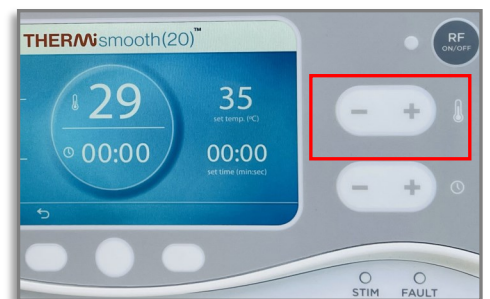 THERMismooth(20)™
RF
ON/OFF
29
35
set temp. (ºC)
00:00
00:00
set time (min:sec)
- +
- +
STIM FAULT